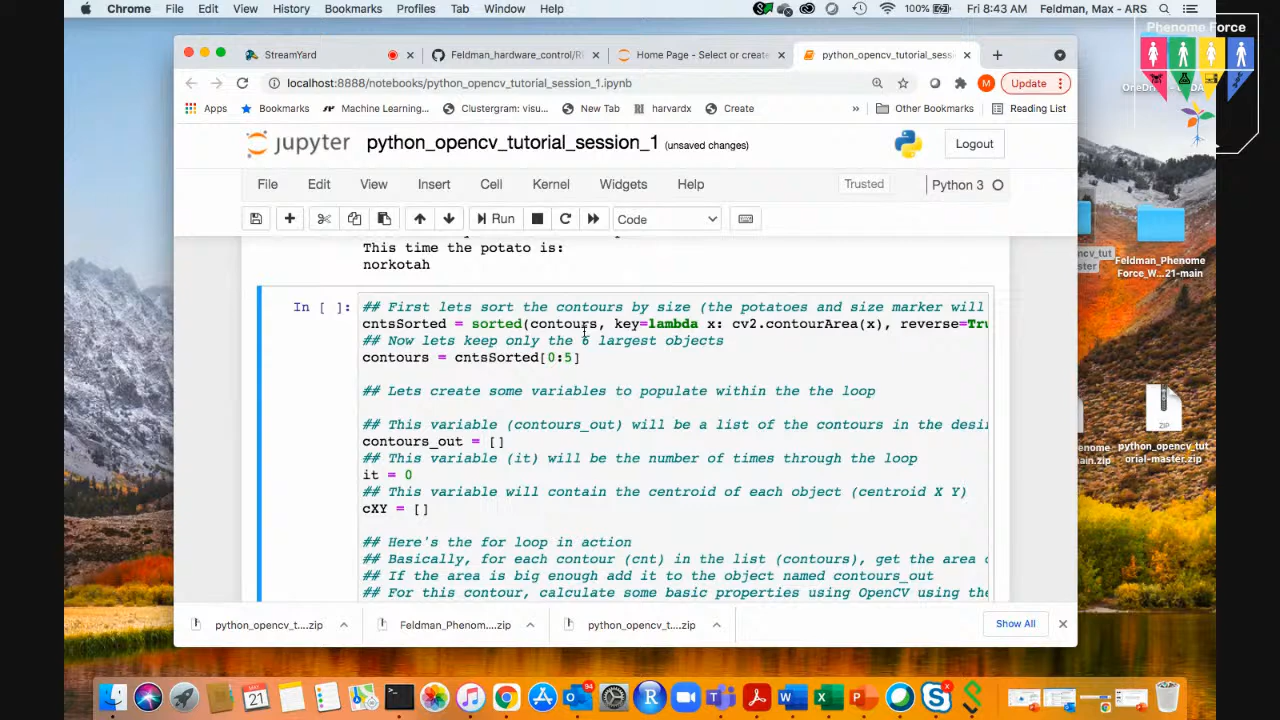 Chrome File Edit View History Bookmarks Profiles Tab Window Help 100% Fri 8:43 AM Feldman, Max - ARS
Phenome Force
StreamYard
Feldman_hardware_control/R
Home Page - Select or create
python_opencv_tutorial_sess
localhost:8888/notebooks/python_opencv_tutorial_session_1.ipynb
M
Update
Apps Bookmarks Machine Learning... Clustergram: visu... New Tab harvardx Create » Other Bookmarks Reading List
jupyter python_opencv_tutorial_session_1 (unsaved changes)
Logout
File Edit View Insert Cell Kernel Widgets Help
Trusted
Python 3
Run
Code
This time the potato is:
norkotah
In [ ]:
## First lets sort the contours by size (the potatoes and size marker will
cntsSorted = sorted(contours, key=lambda x: cv2.contourArea(x), reverse=Tru
## Now lets keep only the 6 largest objects
contours = cntsSorted[0:5]
## Lets create some variables to populate within the the loop
## This variable (contours_out) will be a list of the contours in the desi
contours_out = []
## This variable (it) will be the number of times through the loop
it = 0
## This variable will contain the centroid of each object (centroid X Y)
cXY = []
## Here's the for loop in action
## Basically, for each contour (cnt) in the list (contours), get the area
## If the area is big enough add it to the object named contours_out
## For this contour, calculate some basic properties using OpenCV using the
python_opencv_t....zip
Feldman_Phenom....zip
python_opencv_t....zip
Show All
Feldman_Phenome
Force_W...21-main
ZIP
python_opencv_tut
orial-master.zip
94
21